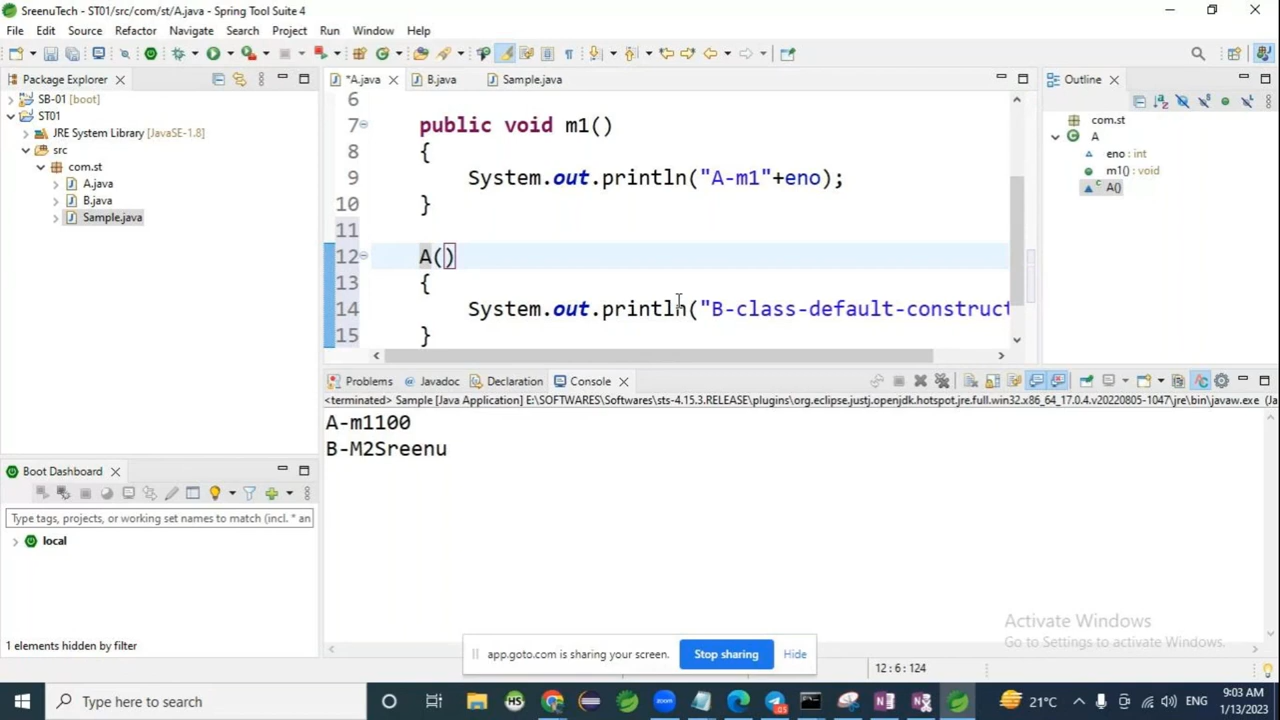 SreenuTech - ST01/src/com/st/A.java - Spring Tool Suite 4
File Edit Source Refactor Navigate Search Project Run Window Help
Package Explorer
SB-01 [boot]
ST01
JRE System Library [JavaSE-1.8]
src
com.st
A.java
B.java
Sample.java
*A.java B.java Sample.java
6
7 public void m1()
8 {
9 System.out.println("A-m1"+eno);
10 }
11
12 A()
13 {
14 System.out.println("B-class-default-construct
15 }
Outline
com.st
A
eno : int
m1() : void
A()
Problems Javadoc Declaration Console
<terminated> Sample [Java Application] E:\SOFTWARES\Softwares\sts-4.15.3.RELEASE\plugins\org.eclipse.justj.openjdk.hotspot.jre.full.win32.x86_64_17.0.4.v20220805-1047\jre\bin\javaw.exe (Ja
A-m1100
B-M2Sreenu
Boot Dashboard
Type tags, projects, or working set names to match (incl. * an
local
1 elements hidden by filter
Activate Windows
Go to Settings to activate Windows.
app.goto.com is sharing your screen. Stop sharing Hide
12 : 6 : 124
Type here to search
21°C
ENG
9:03 AM
1/13/2023